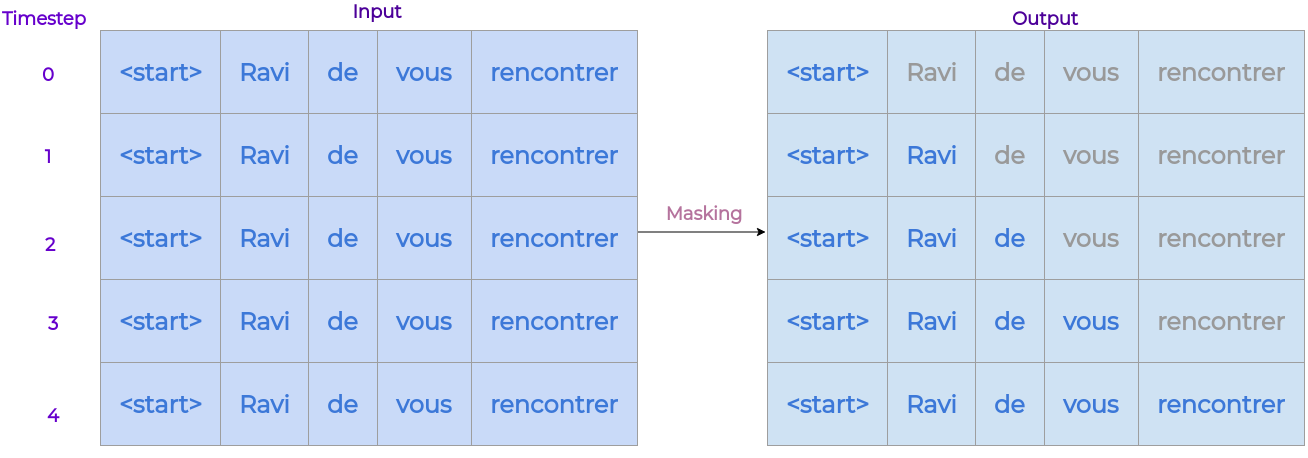 Timestep Input Output
0 <start> Ravi de vous rencontrer <start> Ravi de vous rencontrer
1 <start> Ravi de vous rencontrer <start> Ravi de vous rencontrer
Masking
2 <start> Ravi de vous rencontrer <start> Ravi de vous rencontrer
3 <start> Ravi de vous rencontrer <start> Ravi de vous rencontrer
4 <start> Ravi de vous rencontrer <start> Ravi de vous rencontrer